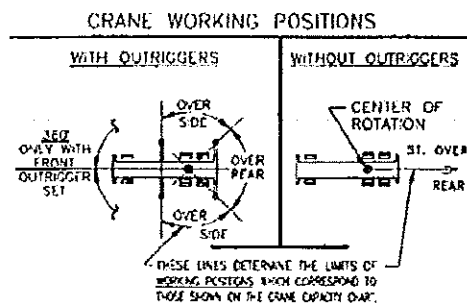 CRANE WORKING POSITIONS
WITH OUTRIGGERS
WITHOUT OUTRIGGERS
OVER
SIDE
360°
ONLY WITH
FRONT
OUTRIGGER
SET
OVER
REAR
OVER
SIDE
CENTER OF
ROTATION
ST. OVER
REAR
THESE LINES DETERMINE THE LIMITS OF
WORKING POSITIONS WHICH CORRESPOND TO
THOSE SHOWN ON THE CRANE CAPACITY CHART.